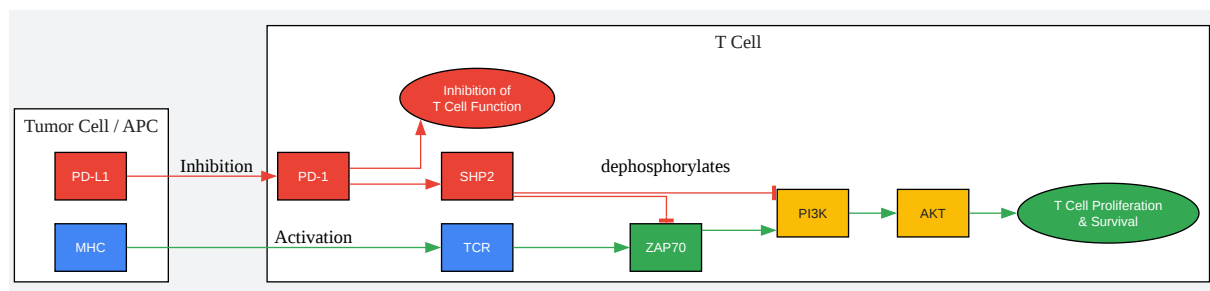 T Cell
Inhibition of
T Cell Function
Tumor Cell / APC
PD-L1
Inhibition
PD-1
SHP2
dephosphorylates
PI3K
AKT
T Cell Proliferation
& Survival
MHC
Activation
TCR
ZAP70